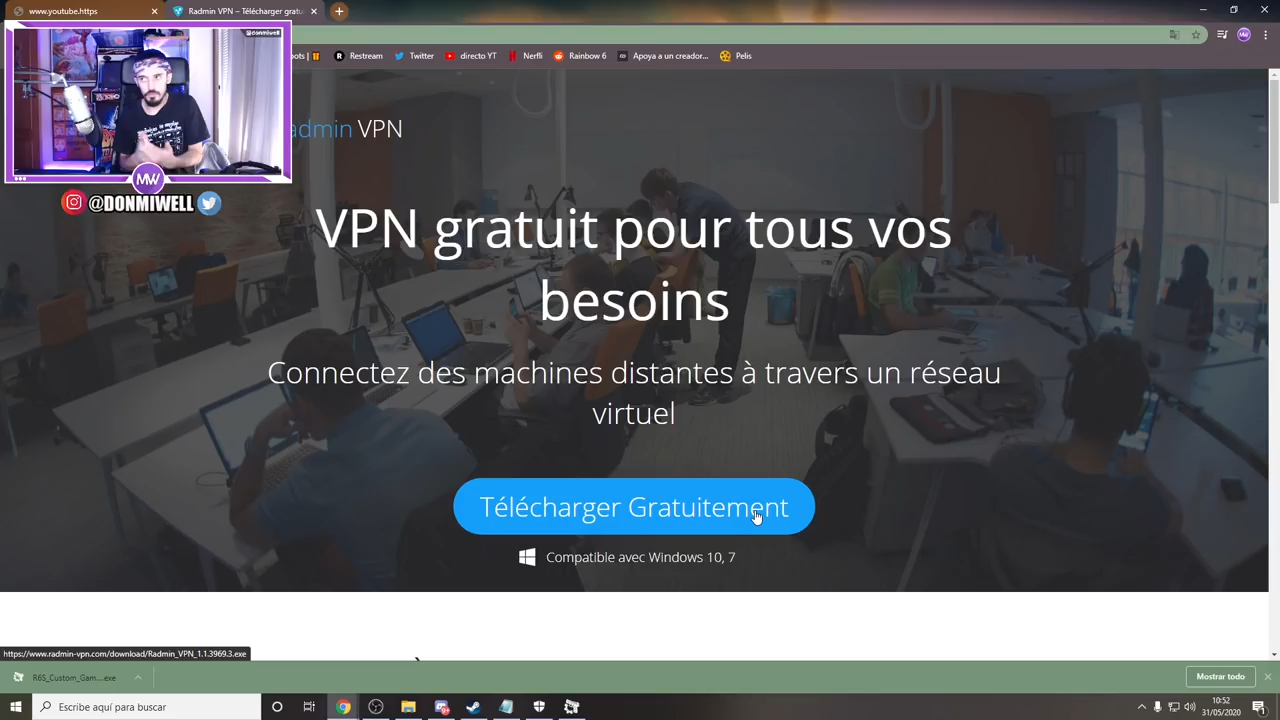 www.youtube.https
Radmin VPN – Télécharger gratu
@donmiwell
Restream
Twitter
directo YT
Nerfli
Rainbow 6
Apoya a un creador...
Pelis
admin VPN
MW
@DONMIWELL
VPN gratuit pour tous vos
besoins
Connectez des machines distantes à travers un réseau
virtuel
Télécharger Gratuitement
Compatible avec Windows 10, 7
https://www.radmin-vpn.com/download/Radmin_VPN_1.1.3969.3.exe
R6S_Custom_Gam....exe
Mostrar todo
Escribe aquí para buscar
10:52
31/05/2020